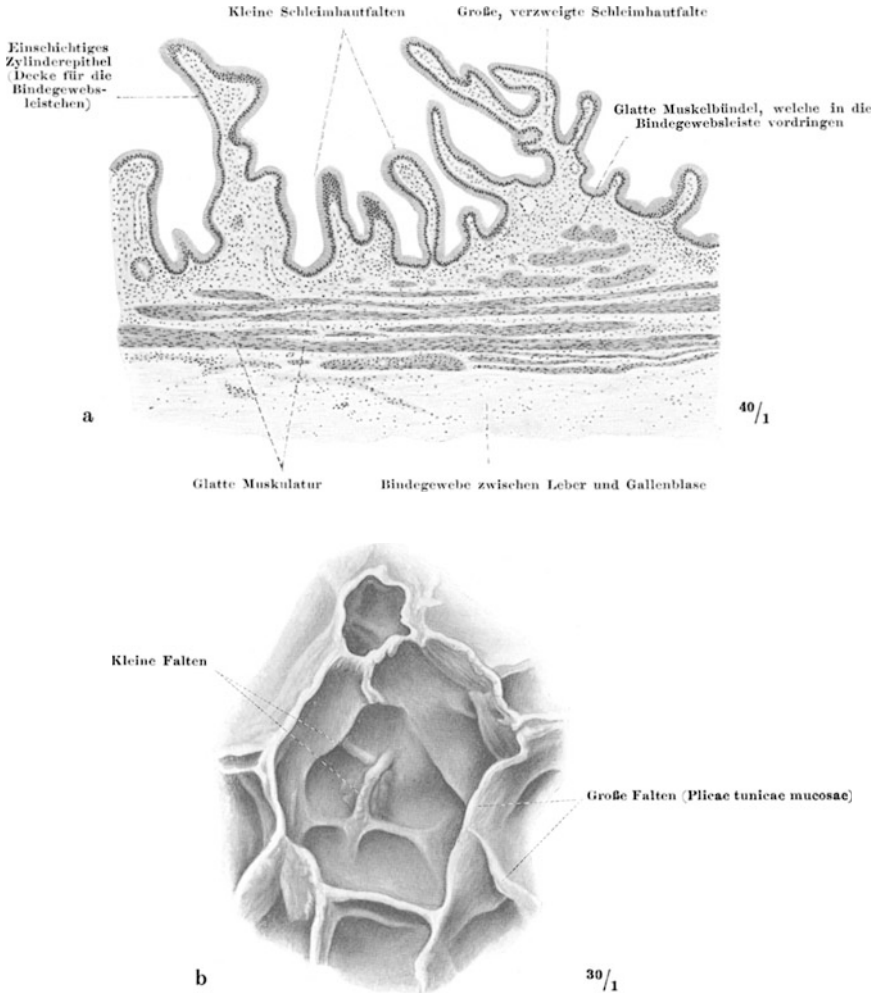 Kleine Schleimhautfalten
Große, verzweigte Schleimhautfalte
Einschichtiges
Zylinderepithel
(Decke für die
Bindegewebs-
leistchen)
Glatte Muskelbündel, welche in die
Bindegewebsleiste vordringen
a
40/1
Glatte Muskulatur
Bindegewebe zwischen Leber und Gallenblase
Kleine Falten
Große Falten (Plicae tunicae mucosae)
b
30/1